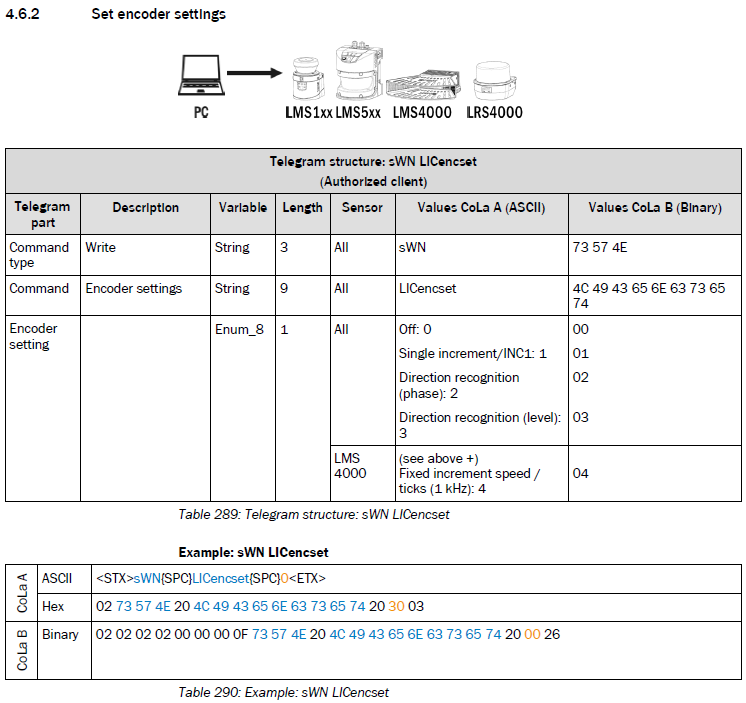 4.6.2 Set encoder settings
PC LMS1xx LMS5xx LMS4000 LRS4000
Telegram structure: sWN LICencset
(Authorized client)
Telegram part Description Variable Length Sensor Values CoLa A (ASCII) Values CoLa B (Binary)
Command type Write String 3 All sWN 73 57 4E
Command Encoder settings String 9 All LICencset 4C 49 43 65 6E 63 73 65 74
Encoder setting Enum_8 1 All Off: 0 00
Single increment/INC1: 1 01
Direction recognition (phase): 2 02
Direction recognition (level): 3 03
LMS 4000 (see above +)
Fixed increment speed / ticks (1 kHz): 4 04
Table 289: Telegram structure: sWN LICencset
Example: sWN LICencset
CoLa A ASCII <STX>sWN{SPC}LICencset{SPC}0<ETX>
Hex 02 73 57 4E 20 4C 49 43 65 6E 63 73 65 74 20 30 03
CoLa B Binary 02 02 02 02 00 00 00 0F 73 57 4E 20 4C 49 43 65 6E 63 73 65 74 20 00 26
Table 290: Example: sWN LICencset